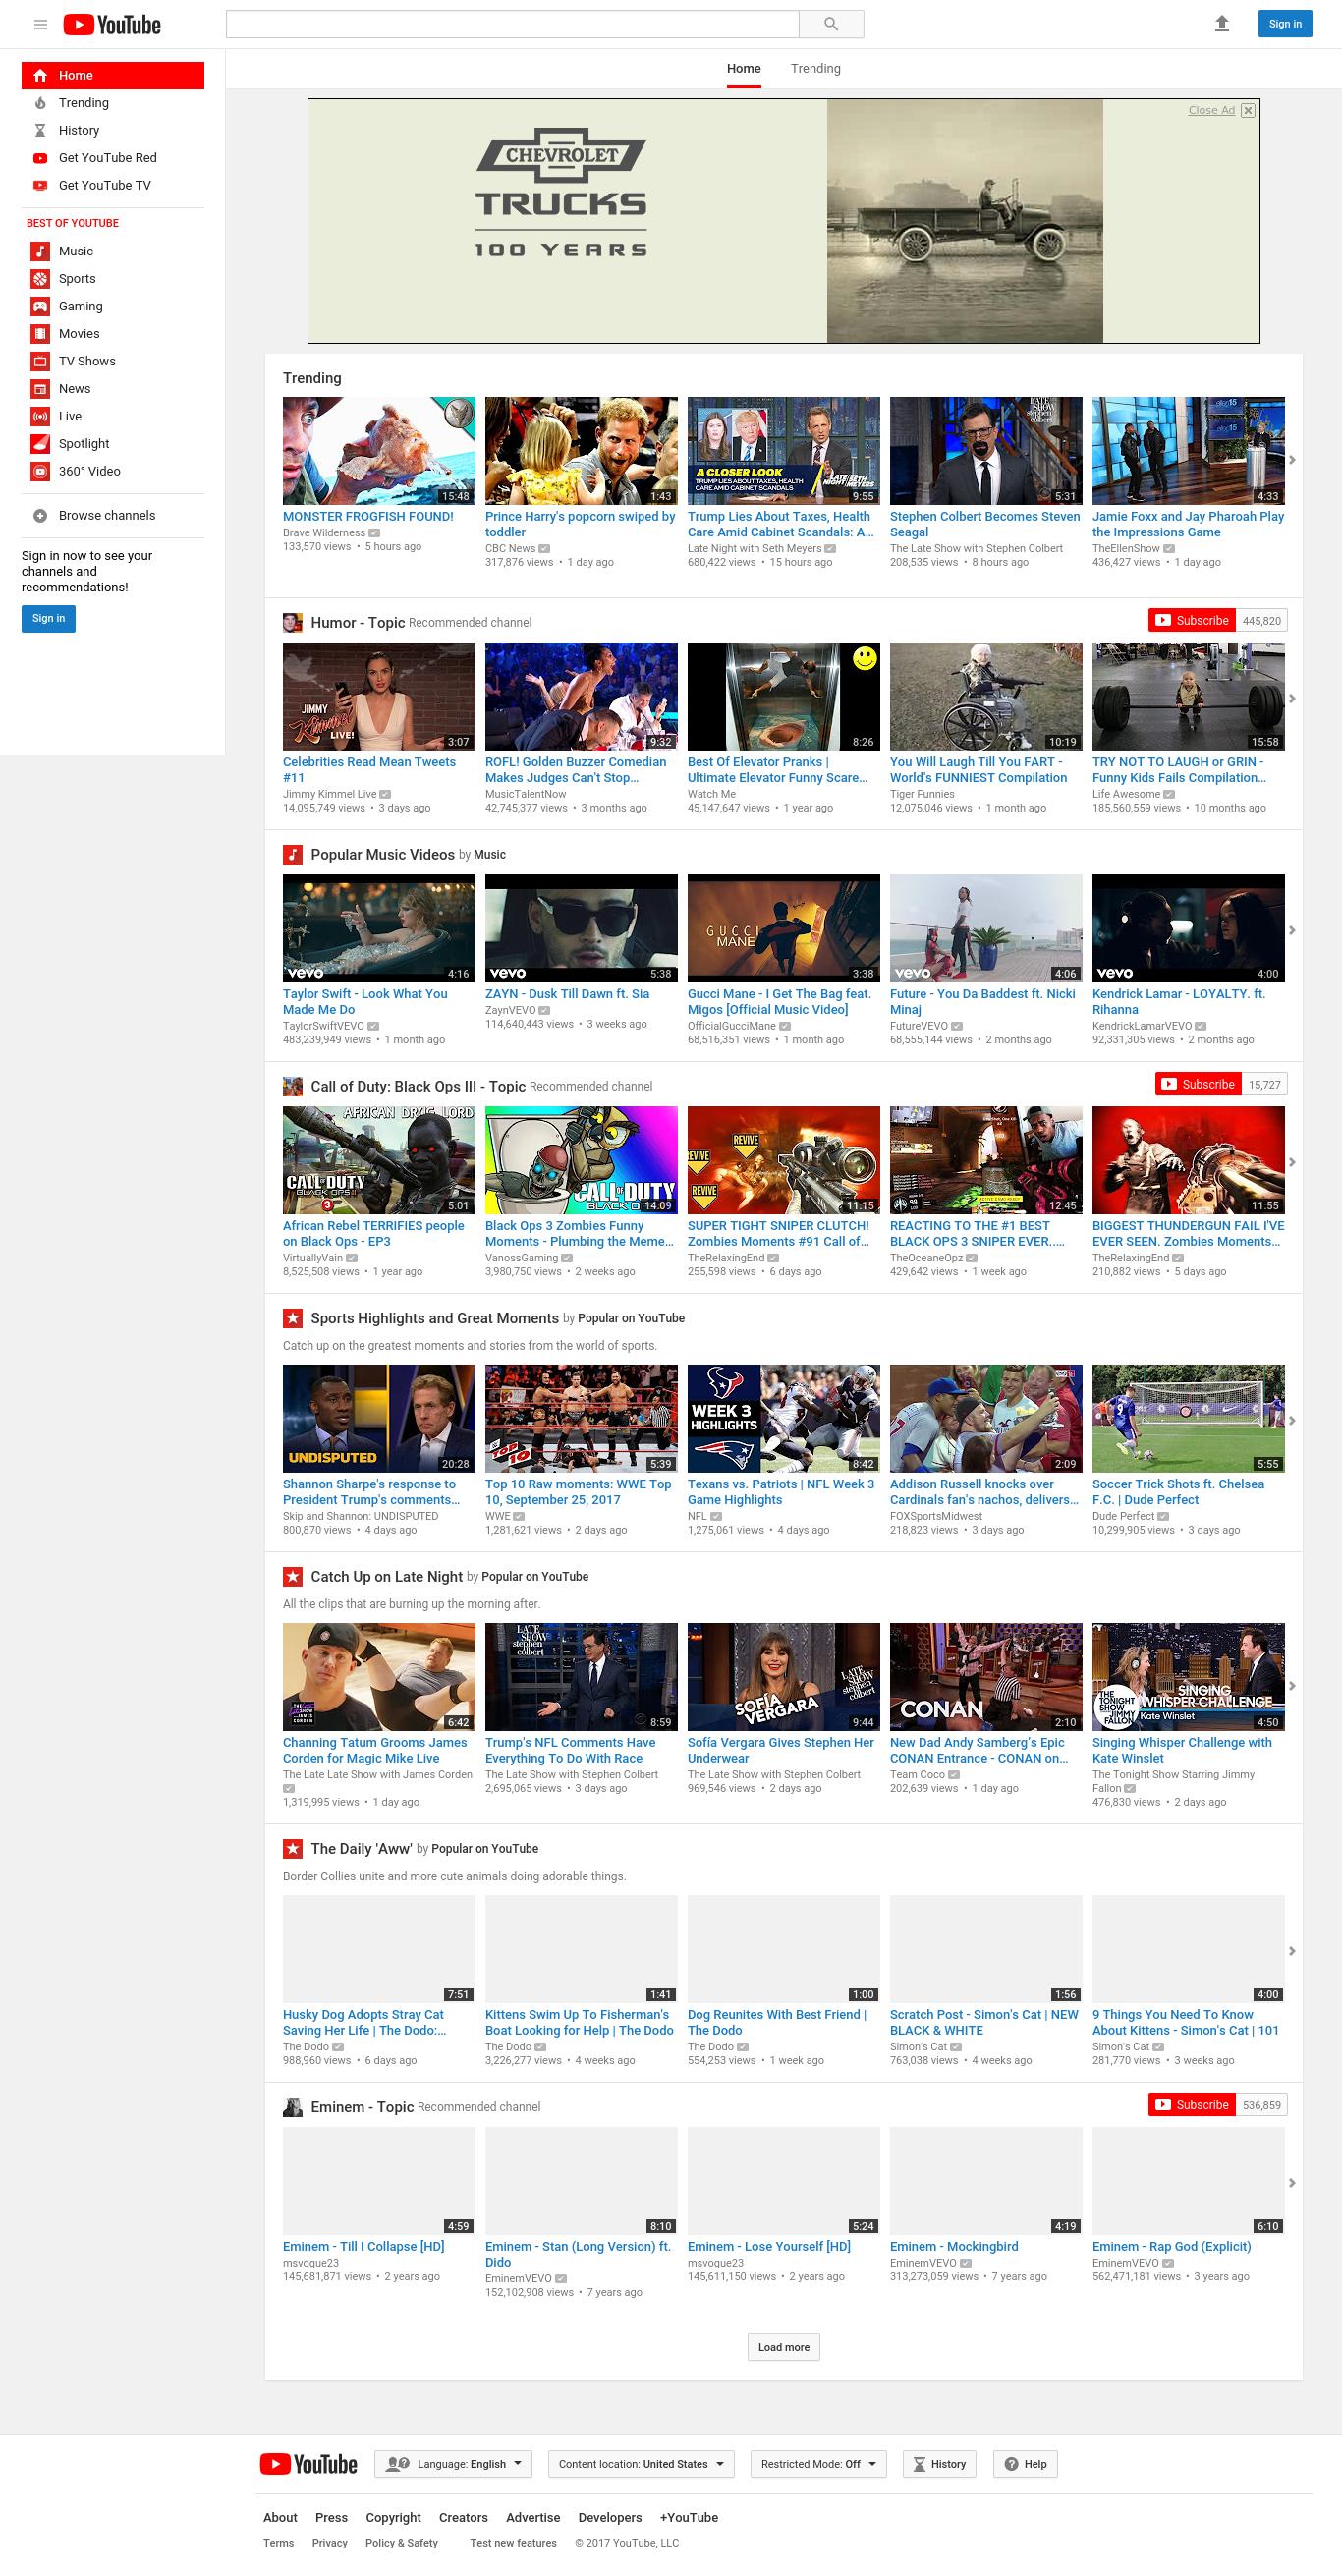 YouTube
Sign in
Home
Trending
History
Get YouTube Red
Get YouTube TV
BEST OF YOUTUBE
Music
Sports
Gaming
Movies
TV Shows
News
Live
Spotlight
360° Video
Browse channels
Sign in now to see your
channels and
recommendations!
Sign in
Home Trending
Close Ad
CHEVROLET
TRUCKS
100 YEARS
Trending
15:48
MONSTER FROGFISH FOUND!
Brave Wilderness
133,570 views • 5 hours ago
1:43
Prince Harry's popcorn swiped by
toddler
CBC News
317,876 views • 1 day ago
A CLOSER LOOK
TRUMP LIES ABOUT TAXES, HEALTH
CARE AMID CABINET SCANDALS
LATE NIGHT SETH MEYERS
9:55
Trump Lies About Taxes, Health
Care Amid Cabinet Scandals: A...
Late Night with Seth Meyers
680,422 views • 15 hours ago
5:31
Stephen Colbert Becomes Steven
Seagal
The Late Show with Stephen Colbert
208,535 views • 8 hours ago
4:33
Jamie Foxx and Jay Pharoah Play
the Impressions Game
TheEllenShow
436,427 views • 1 day ago
Humor - Topic Recommended channel
Subscribe 445,820
JIMMY
Kimmel
LIVE!
3:07
Celebrities Read Mean Tweets
#11
Jimmy Kimmel Live
14,095,749 views • 3 days ago
9:32
ROFL! Golden Buzzer Comedian
Makes Judges Can't Stop...
MusicTalentNow
42,745,377 views • 3 months ago
8:26
Best Of Elevator Pranks |
Ultimate Elevator Funny Scare...
Watch Me
45,147,647 views • 1 year ago
10:19
You Will Laugh Till You FART -
World's FUNNIEST Compilation
Tiger Funnies
12,075,046 views • 1 month ago
15:58
TRY NOT TO LAUGH or GRIN -
Funny Kids Fails Compilation...
Life Awesome
185,560,559 views • 10 months ago
Popular Music Videos by Music
vevo 4:16
Taylor Swift - Look What You
Made Me Do
TaylorSwiftVEVO
483,239,949 views • 1 month ago
vevo 5:38
ZAYN - Dusk Till Dawn ft. Sia
ZaynVEVO
114,640,443 views • 3 weeks ago
GUCCI
MANE
3:38
Gucci Mane - I Get The Bag feat.
Migos [Official Music Video]
OfficialGucciMane
68,516,351 views • 1 month ago
vevo 4:06
Future - You Da Baddest ft. Nicki
Minaj
FutureVEVO
68,555,144 views • 2 months ago
vevo 4:00
Kendrick Lamar - LOYALTY. ft.
Rihanna
KendrickLamarVEVO
92,331,305 views • 2 months ago
Call of Duty: Black Ops III - Topic Recommended channel
Subscribe 15,727
AFRICAN DRUG LORD
CALL OF DUTY
BLACK OPS II
3
5:01
African Rebel TERRIFIES people
on Black Ops - EP3
VirtuallyVain
8,525,508 views • 1 year ago
CALL OF DUTY
BLACK O
14:09
Black Ops 3 Zombies Funny
Moments - Plumbing the Meme...
VanossGaming
3,980,750 views • 2 weeks ago
REVIVE
REVIVE
REVIVE
11:15
SUPER TIGHT SNIPER CLUTCH!
Zombies Moments #91 Call of...
TheRelaxingEnd
255,598 views • 6 days ago
12:45
REACTING TO THE #1 BEST
BLACK OPS 3 SNIPER EVER.....
TheOceaneOpz
429,642 views • 1 week ago
11:55
BIGGEST THUNDERGUN FAIL I'VE
EVER SEEN. Zombies Moments...
TheRelaxingEnd
210,882 views • 5 days ago
Sports Highlights and Great Moments by Popular on YouTube
Catch up on the greatest moments and stories from the world of sports.
UNDISPUTED
20:28
Shannon Sharpe's response to
President Trump's comments...
Skip and Shannon: UNDISPUTED
800,870 views • 4 days ago
TOP 10
5:39
Top 10 Raw moments: WWE Top
10, September 25, 2017
WWE
1,281,621 views • 2 days ago
WEEK 3
HIGHLIGHTS
8:42
Texans vs. Patriots | NFL Week 3
Game Highlights
NFL
1,275,061 views • 4 days ago
2:09
Addison Russell knocks over
Cardinals fan's nachos, delivers...
FOXSportsMidwest
218,823 views • 3 days ago
5:55
Soccer Trick Shots ft. Chelsea
F.C. | Dude Perfect
Dude Perfect
10,299,905 views • 3 days ago
Catch Up on Late Night by Popular on YouTube
All the clips that are burning up the morning after.
6:42
Channing Tatum Grooms James
Corden for Magic Mike Live
The Late Late Show with James Corden
1,319,995 views • 1 day ago
LATE
SHOW
stephen
colbert
8:59
Trump's NFL Comments Have
Everything To Do With Race
The Late Show with Stephen Colbert
2,695,065 views • 3 days ago
SOFÍA
VERGARA
LATE
SHOW
stephen
colbert
9:44
Sofía Vergara Gives Stephen Her
Underwear
The Late Show with Stephen Colbert
969,546 views • 2 days ago
CONAN
2:10
New Dad Andy Samberg's Epic
CONAN Entrance - CONAN on...
Team Coco
202,639 views • 1 day ago
SINGING
WHISPER CHALLENGE
Kate Winslet
THE
TONIGHT
SHOW
JIMMY
FALLON
4:50
Singing Whisper Challenge with
Kate Winslet
The Tonight Show Starring Jimmy
Fallon
476,830 views • 2 days ago
The Daily 'Aww' by Popular on YouTube
Border Collies unite and more cute animals doing adorable things.
7:51
Husky Dog Adopts Stray Cat
Saving Her Life | The Dodo:...
The Dodo
988,960 views • 6 days ago
1:41
Kittens Swim Up To Fisherman's
Boat Looking for Help | The Dodo
The Dodo
3,226,277 views • 4 weeks ago
1:00
Dog Reunites With Best Friend |
The Dodo
The Dodo
554,253 views • 1 week ago
1:56
Scratch Post - Simon's Cat | NEW
BLACK & WHITE
Simon's Cat
763,038 views • 4 weeks ago
4:00
9 Things You Need To Know
About Kittens - Simon's Cat | 101
Simon's Cat
281,770 views • 3 weeks ago
Eminem - Topic Recommended channel
Subscribe 536,859
4:59
Eminem - Till I Collapse [HD]
msvogue23
145,681,871 views • 2 years ago
8:10
Eminem - Stan (Long Version) ft.
Dido
EminemVEVO
152,102,908 views • 7 years ago
5:24
Eminem - Lose Yourself [HD]
msvogue23
145,611,150 views • 2 years ago
4:19
Eminem - Mockingbird
EminemVEVO
313,273,059 views • 7 years ago
6:10
Eminem - Rap God (Explicit)
EminemVEVO
562,471,181 views • 3 years ago
Load more
YouTube Language: English Content location: United States Restricted Mode: Off History Help
About Press Copyright Creators Advertise Developers +YouTube
Terms Privacy Policy & Safety Test new features © 2017 YouTube, LLC